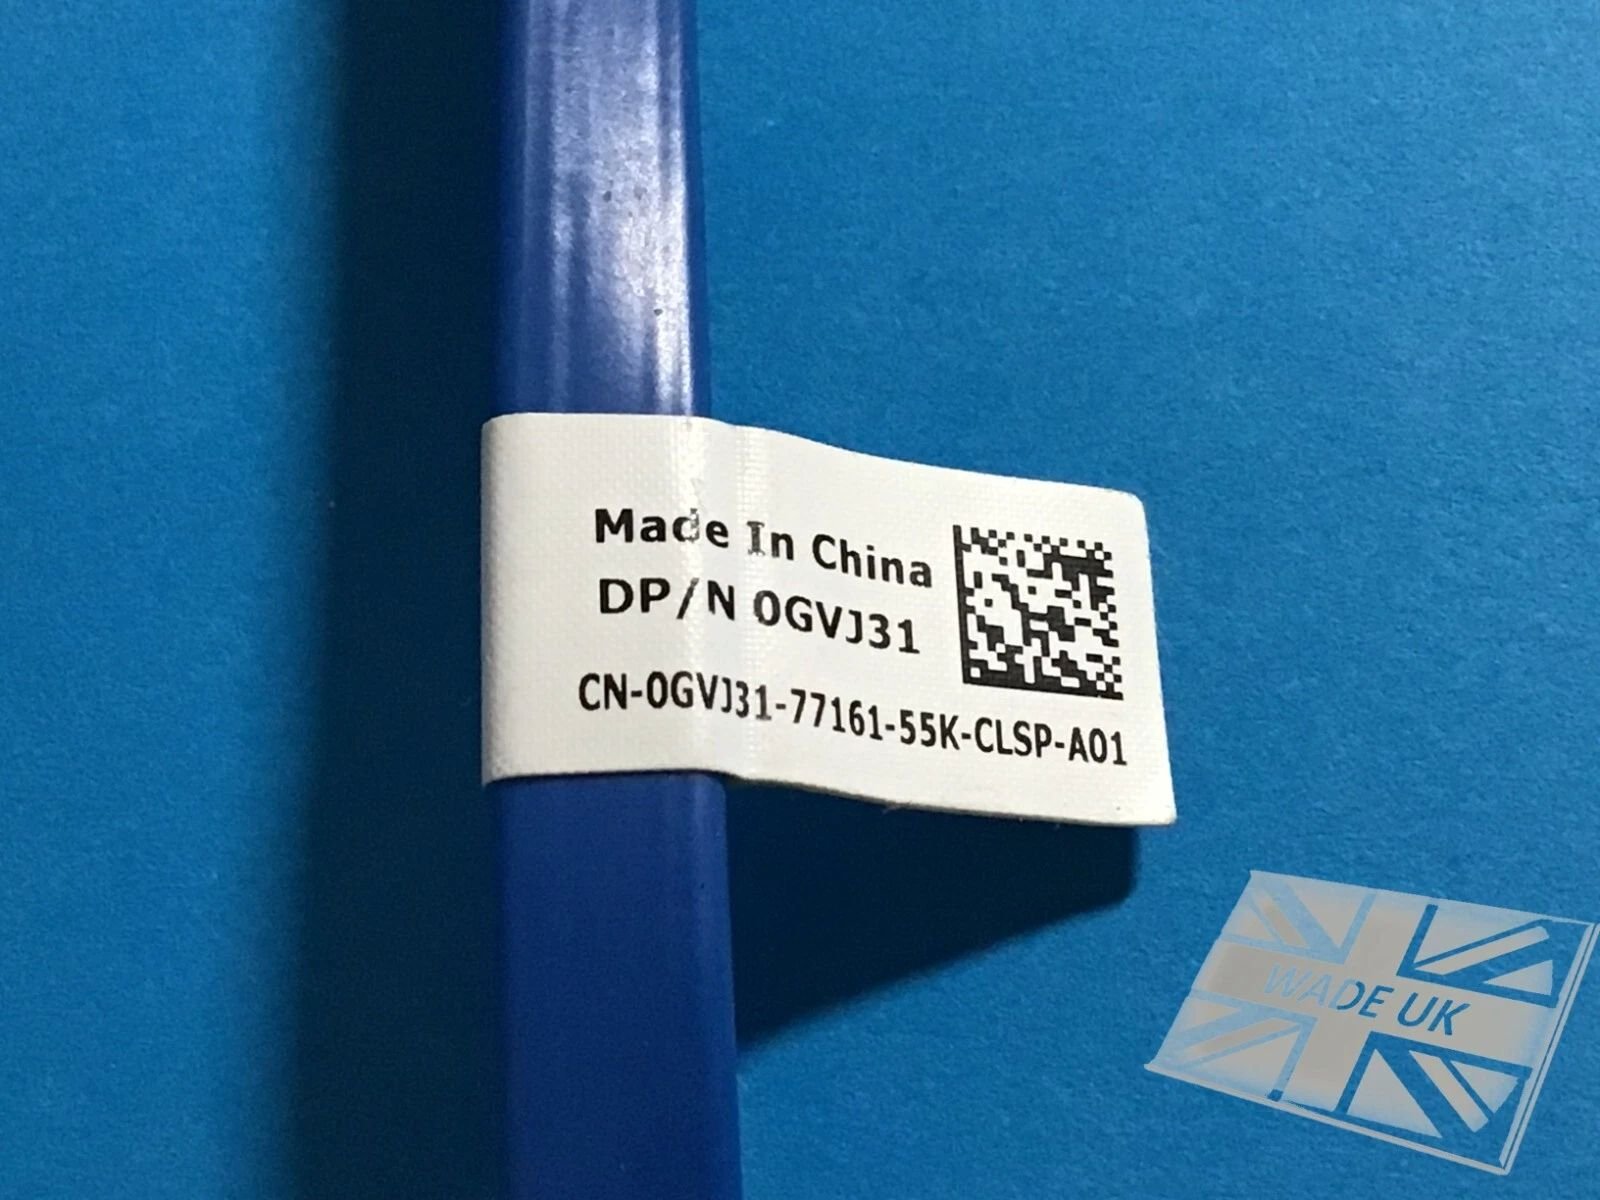 Made In China
DP/N 0GVJ31
CN-0GVJ31-77161-55K-CLSP-A01
WADE UK